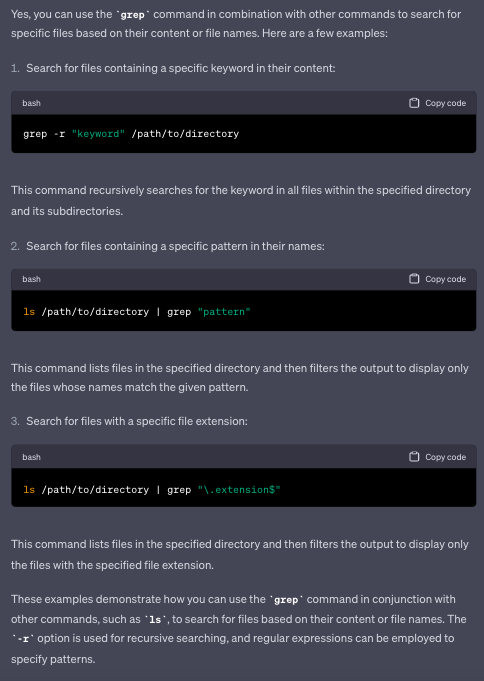 Yes, you can use the `grep` command in combination with other commands to search for
specific files based on their content or file names. Here are a few examples:
1. Search for files containing a specific keyword in their content:
bash Copy code
grep -r "keyword" /path/to/directory
This command recursively searches for the keyword in all files within the specified directory
and its subdirectories.
2. Search for files containing a specific pattern in their names:
bash Copy code
ls /path/to/directory | grep "pattern"
This command lists files in the specified directory and then filters the output to display only
the files whose names match the given pattern.
3. Search for files with a specific file extension:
bash Copy code
ls /path/to/directory | grep "\.extension$"
This command lists files in the specified directory and then filters the output to display only
the files with the specified file extension.
These examples demonstrate how you can use the `grep` command in conjunction with
other commands, such as `ls`, to search for files based on their content or file names. The
`-r` option is used for recursive searching, and regular expressions can be employed to
specify patterns.